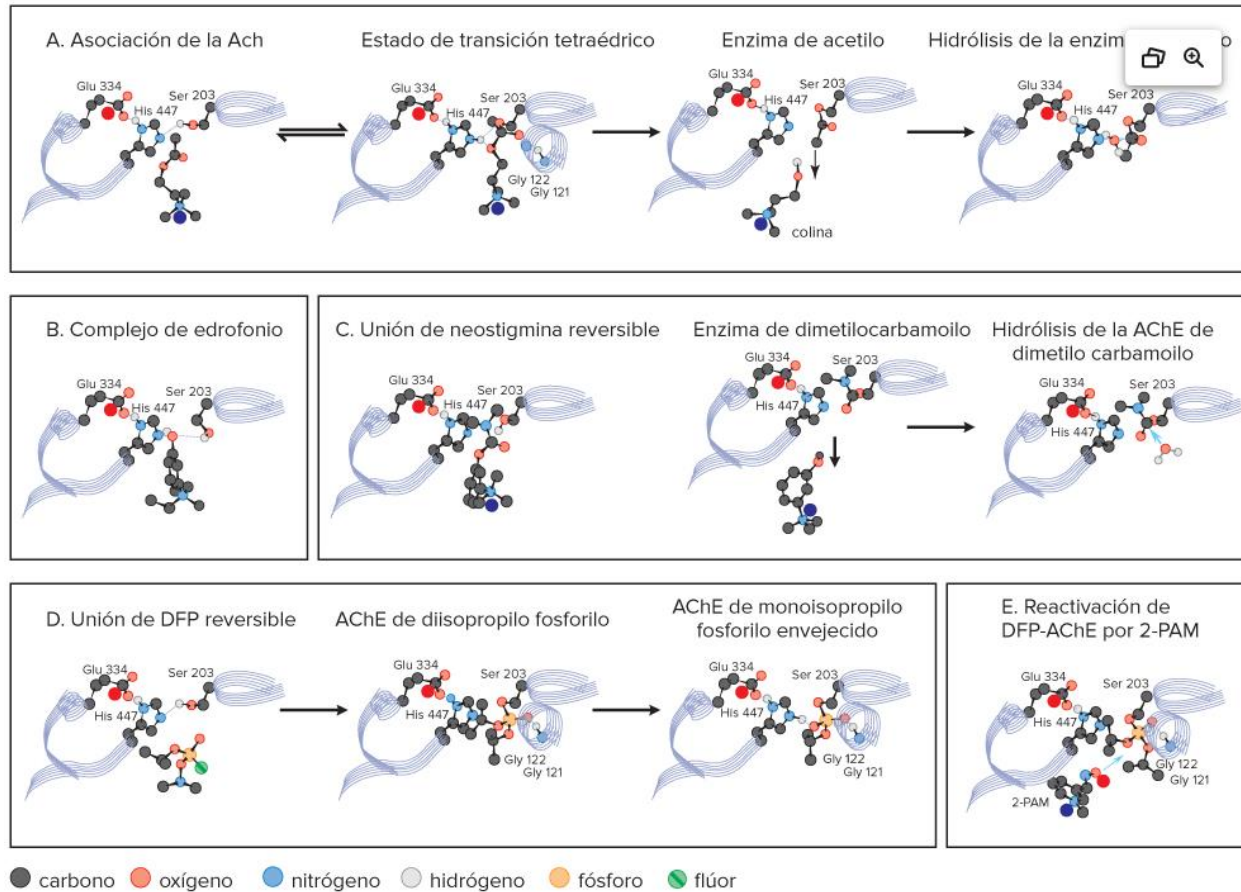 A. Asociación de la Ach
Estado de transición tetraédrico
Enzima de acetilo
Hidrólisis de la enzim
Glu 334
His 447
Ser 203
Glu 334
His 447
Ser 203
Gly 122
Gly 121
Glu 334
His 447
Ser 203
colina
Glu 334
His 447
Ser 203
B. Complejo de edrofonio
Glu 334
His 447
Ser 203
C. Unión de neostigmina reversible
Enzima de dimetilocarbamoilo
Hidrólisis de la AChE de
dimetilo carbamoilo
Glu 334
His 447
Ser 203
Glu 334
His 447
Ser 203
Glu 334
His 447
Ser 203
D. Unión de DFP reversible
AChE de diisopropilo fosforilo
AChE de monoisopropilo
fosforilo envejecido
Glu 334
His 447
Ser 203
Glu 334
His 447
Ser 203
Gly 122
Gly 121
Glu 334
His 447
Ser 203
Gly 122
Gly 121
E. Reactivación de
DFP-AChE por 2-PAM
Glu 334
His 447
Ser 203
Gly 122
Gly 121
2-PAM
carbono
oxígeno
nitrógeno
hidrógeno
fósforo
flúor